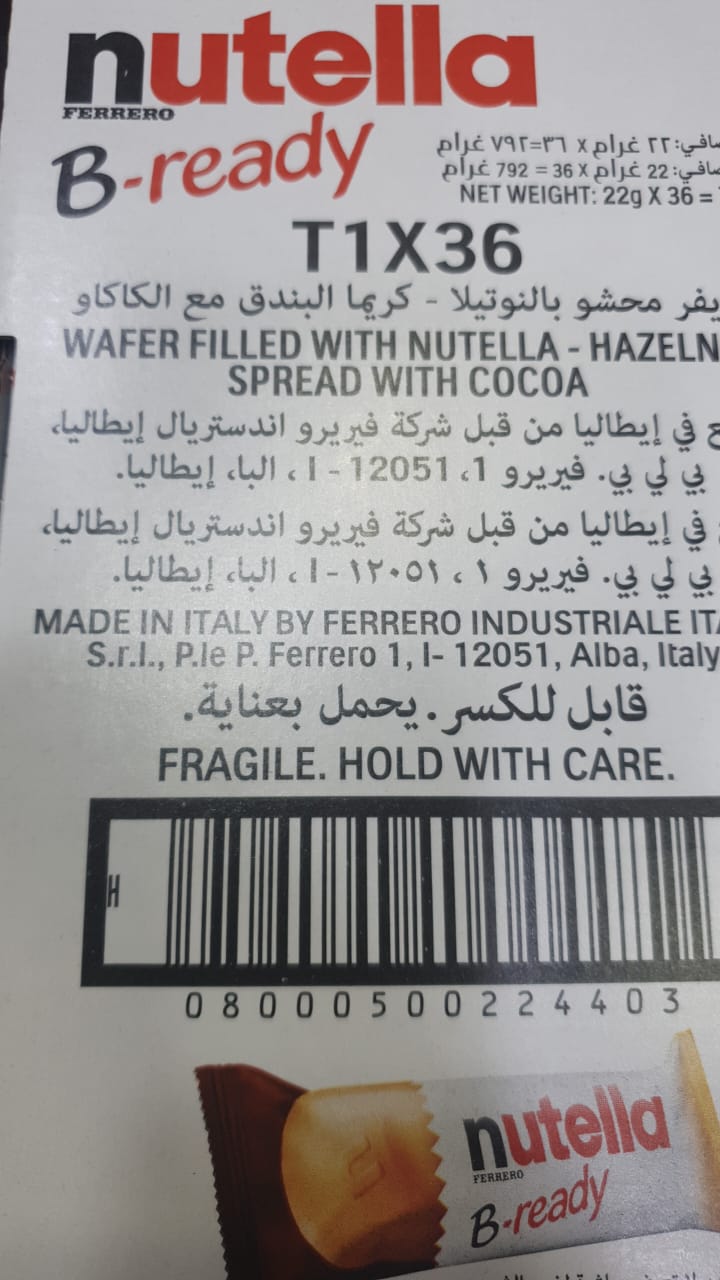 nutella
FERRERO
B-ready
٢٢ غرام X ٣٦=٧٩٢ غرام
22 غرام X 36 = 792 غرام
NET WEIGHT: 22g X 36 =
T1X36
محشو بالنوتيلا - كريما البندق مع الكاكاو
WAFER FILLED WITH NUTELLA - HAZELN
SPREAD WITH COCOA
في إيطاليا من قبل شركة فيريرو اندستريال إيطاليا،
بي لي بي. فيريرو 1، 12051 - I ، البا، إيطاليا.
في إيطاليا من قبل شركة فيريرو اندستريال إيطاليا،
بي لي بي. فيريرو ١ ، ١٢٠٥١ - I ، البا، إيطاليا.
MADE IN ITALY BY FERRERO INDUSTRIALE ITA
S.r.l., P.le P. Ferrero 1, I- 12051, Alba, Italy
قابل للكسر. يحمل بعناية.
FRAGILE. HOLD WITH CARE.
H
08000500224403
nutella
FERRERO
B-ready